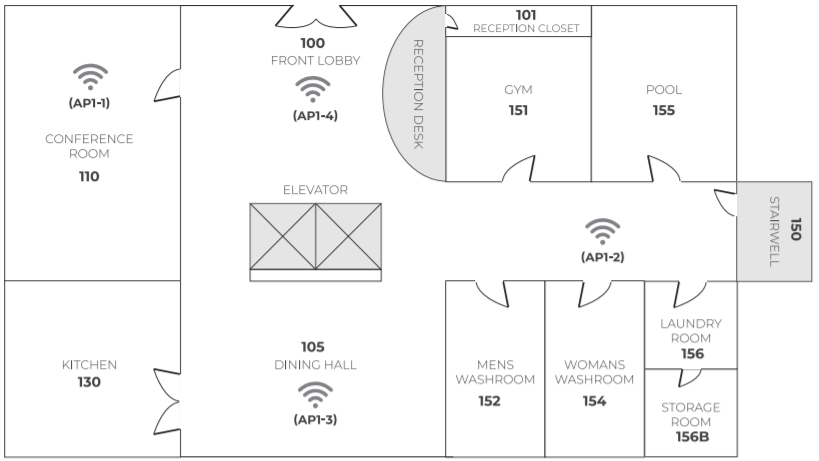 101
RECEPTION CLOSET
100
FRONT LOBBY
(AP1-4)
RECEPTION DESK
(AP1-1)
CONFERENCE
ROOM
110
GYM
151
POOL
155
ELEVATOR
(AP1-2)
150
STAIRWELL
KITCHEN
130
105
DINING HALL
(AP1-3)
MENS
WASHROOM
152
WOMANS
WASHROOM
154
LAUNDRY
ROOM
156
STORAGE
ROOM
156B